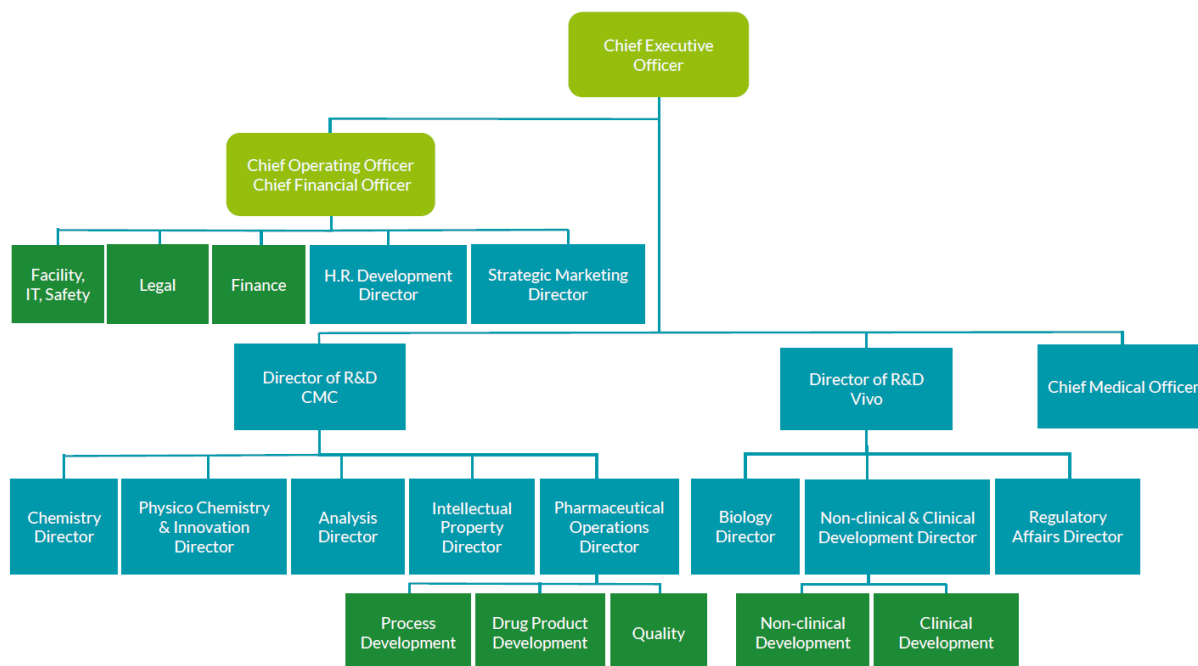 Chief Executive
Officer
Chief Operating Officer
Chief Financial Officer
Facility,
IT, Safety
Legal
Finance
H.R. Development
Director
Strategic Marketing
Director
Director of R&D
CMC
Director of R&D
Vivo
Chief Medical Officer
Chemistry
Director
Physico Chemistry
& Innovation
Director
Analysis
Director
Intellectual
Property
Director
Pharmaceutical
Operations
Director
Biology
Director
Non-clinical & Clinical
Development Director
Regulatory
Affairs Director
Process
Development
Drug Product
Development
Quality
Non-clinical
Development
Clinical
Development